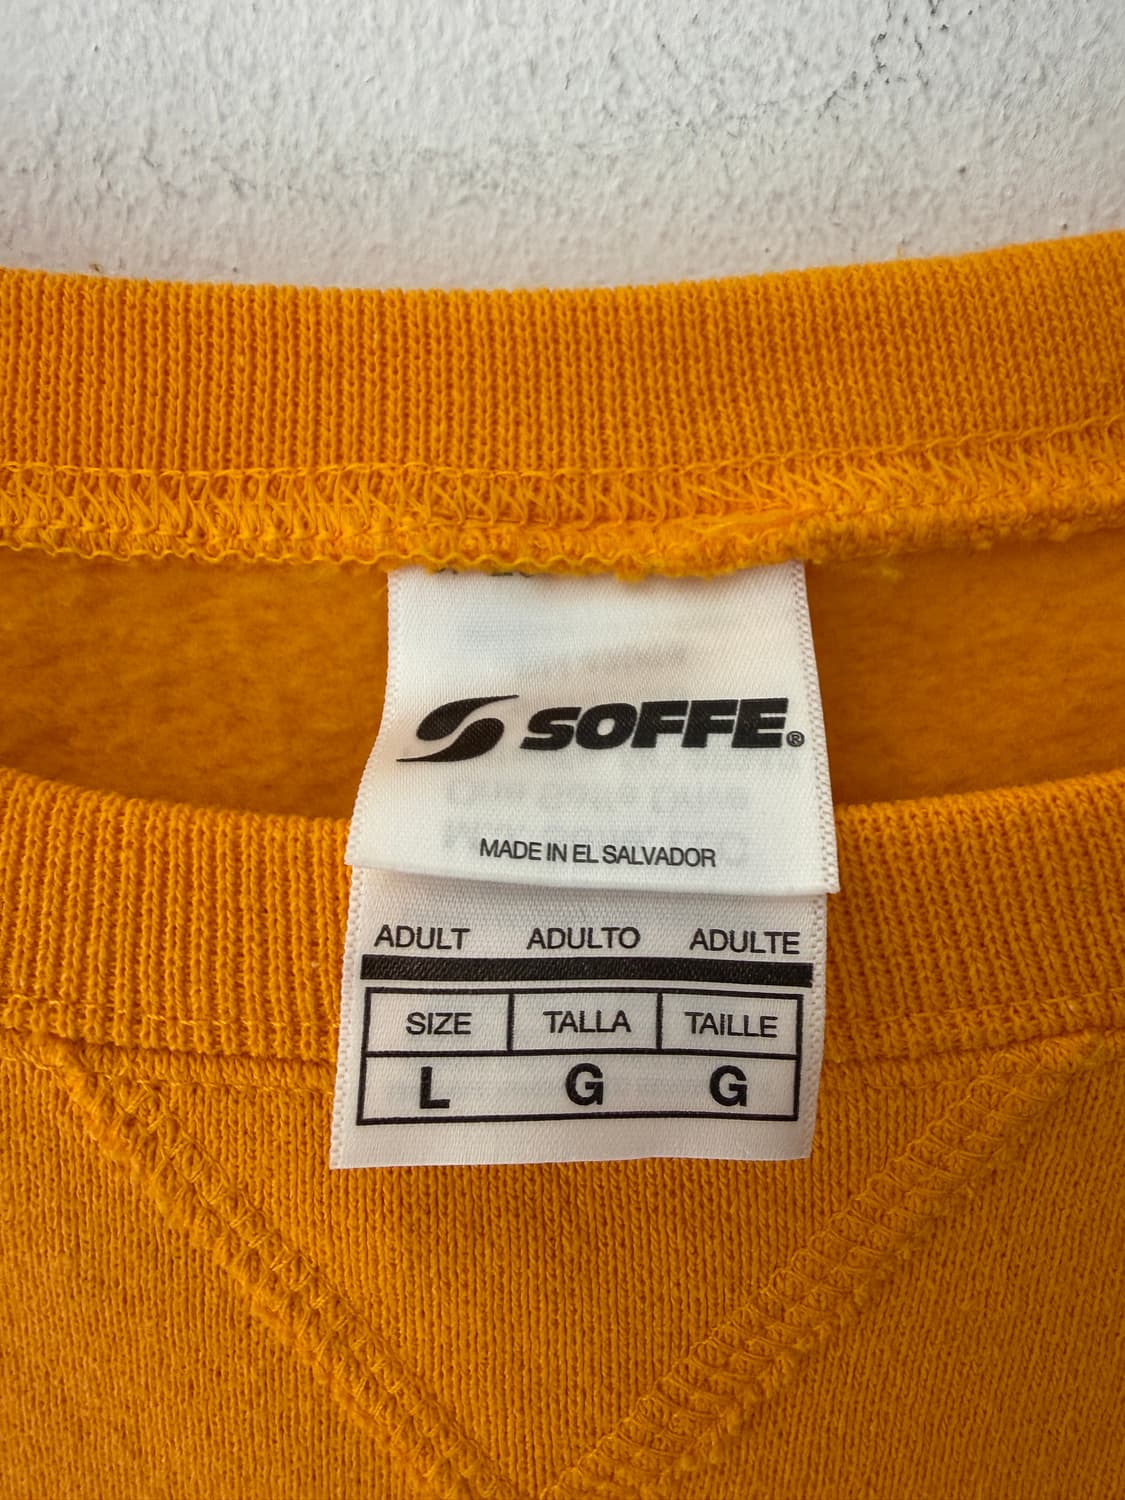 SOFFE®
MADE IN EL SALVADOR
ADULT ADULTO ADULTE
SIZE TALLA TAILLE
L G G